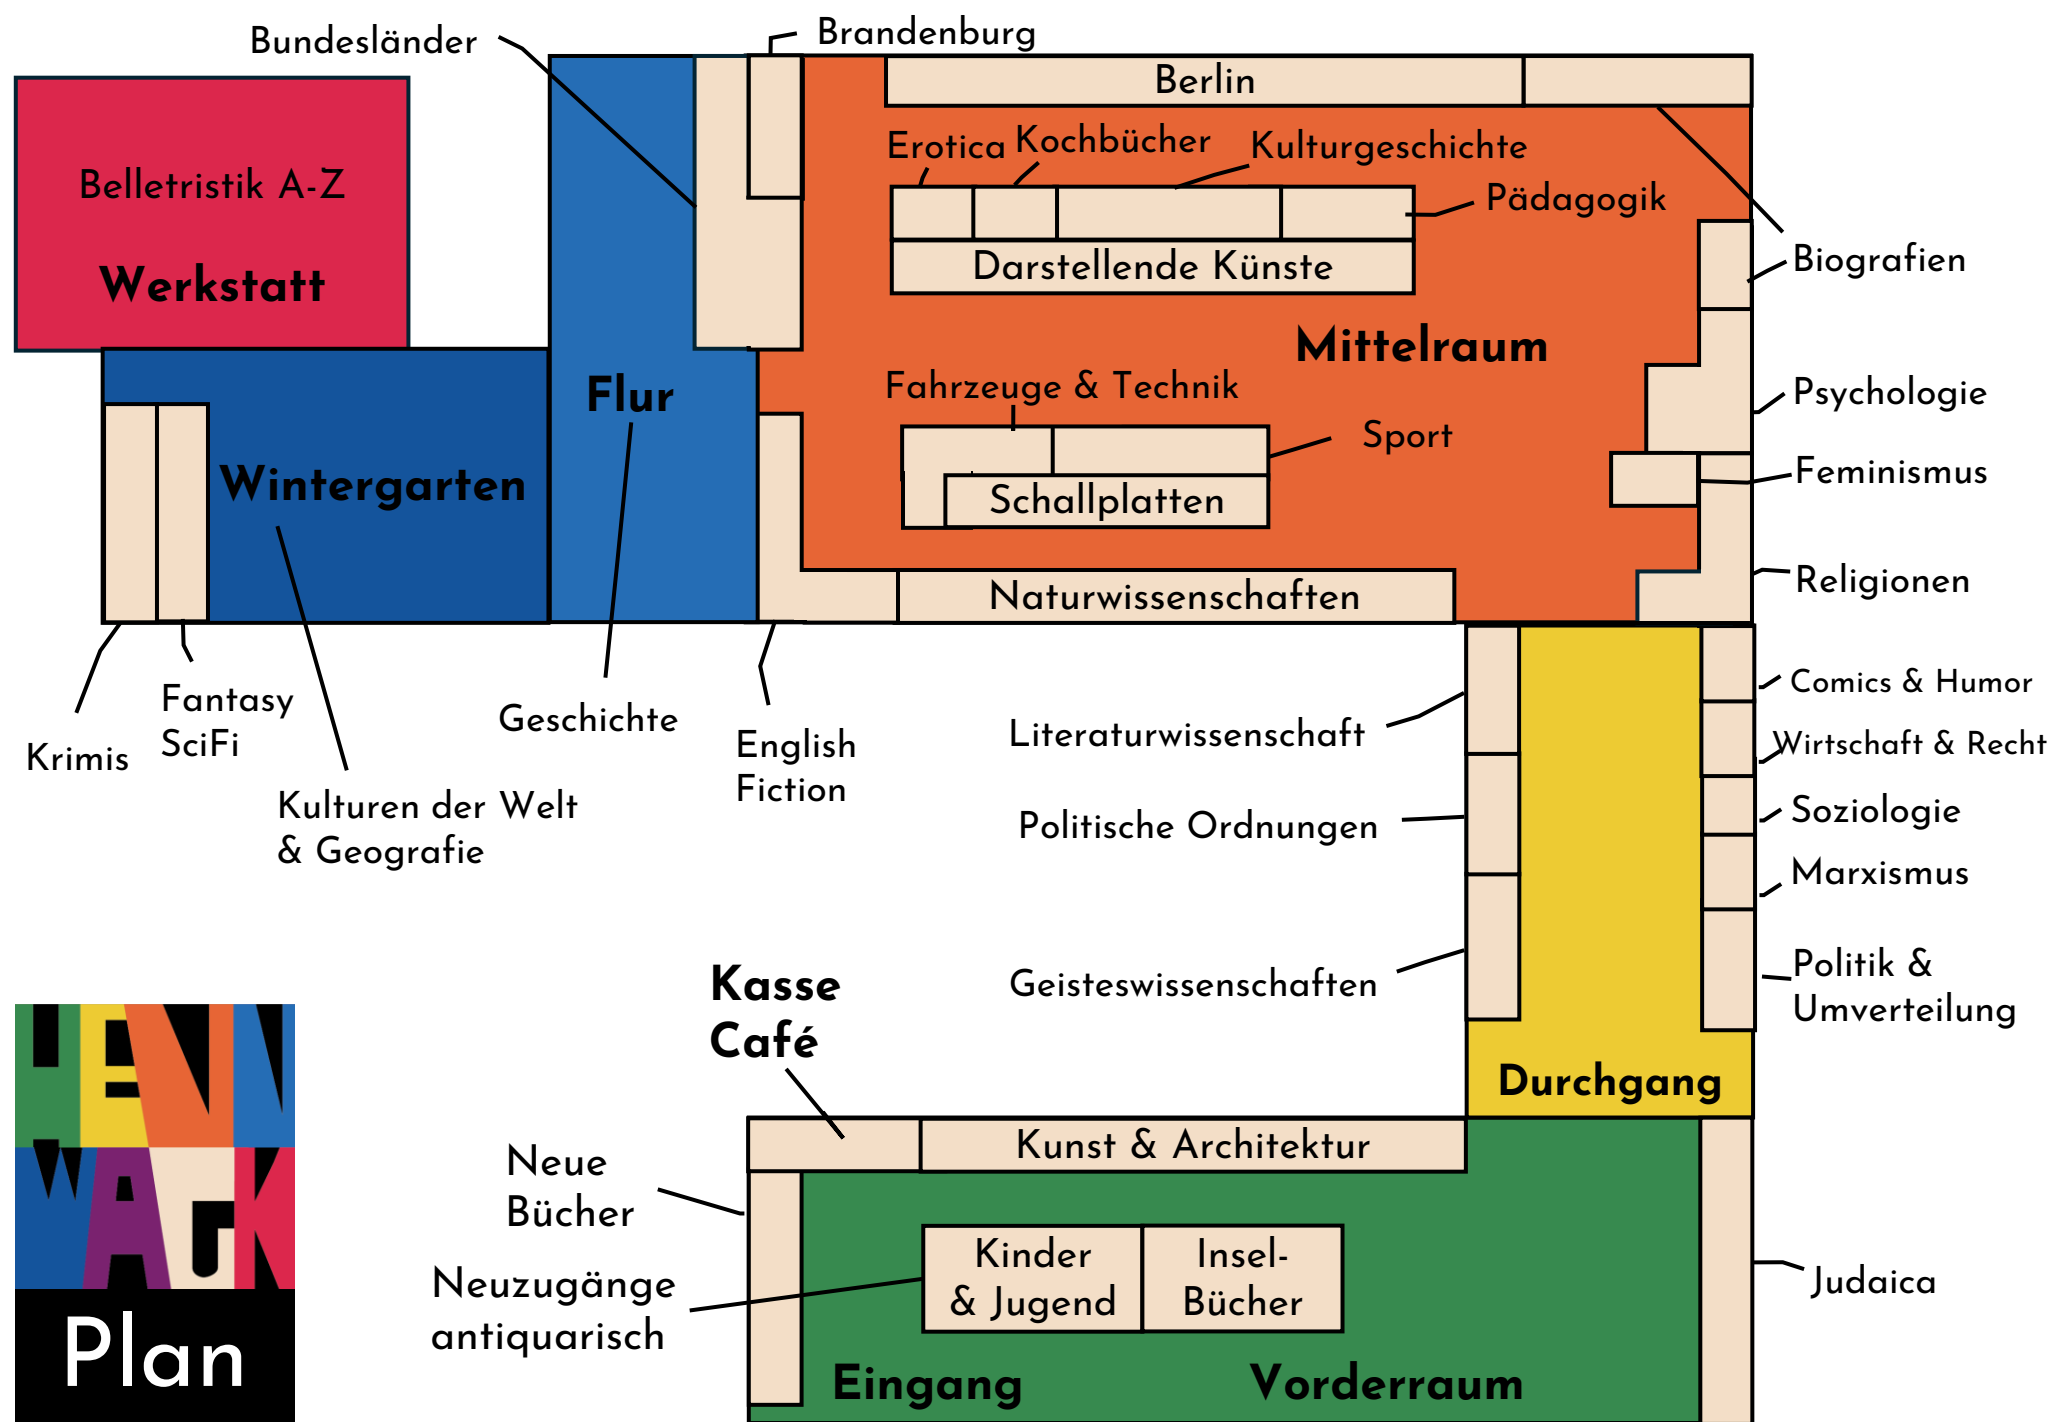 Bundesländer
Brandenburg
Berlin
Erotica
Kochbücher
Kulturgeschichte
Pädagogik
Darstellende Künste
Belletristik A-Z
Werkstatt
Biografien
Mittelraum
Flur
Fahrzeuge & Technik
Psychologie
Sport
Feminismus
Wintergarten
Schallplatten
Religionen
Naturwissenschaften
Krimis
Fantasy
SciFi
Geschichte
Kulturen der Welt
& Geografie
English
Fiction
Literaturwissenschaft
Politische Ordnungen
Geisteswissenschaften
Comics & Humor
Wirtschaft & Recht
Soziologie
Marxismus
Politik &
Umverteilung
Durchgang
Kasse
Café
Kunst & Architektur
Neue
Bücher
Neuzugänge
antiquarisch
Kinder
& Jugend
Insel-
Bücher
Judaica
Eingang
Vorderraum
HENN
WACK
Plan